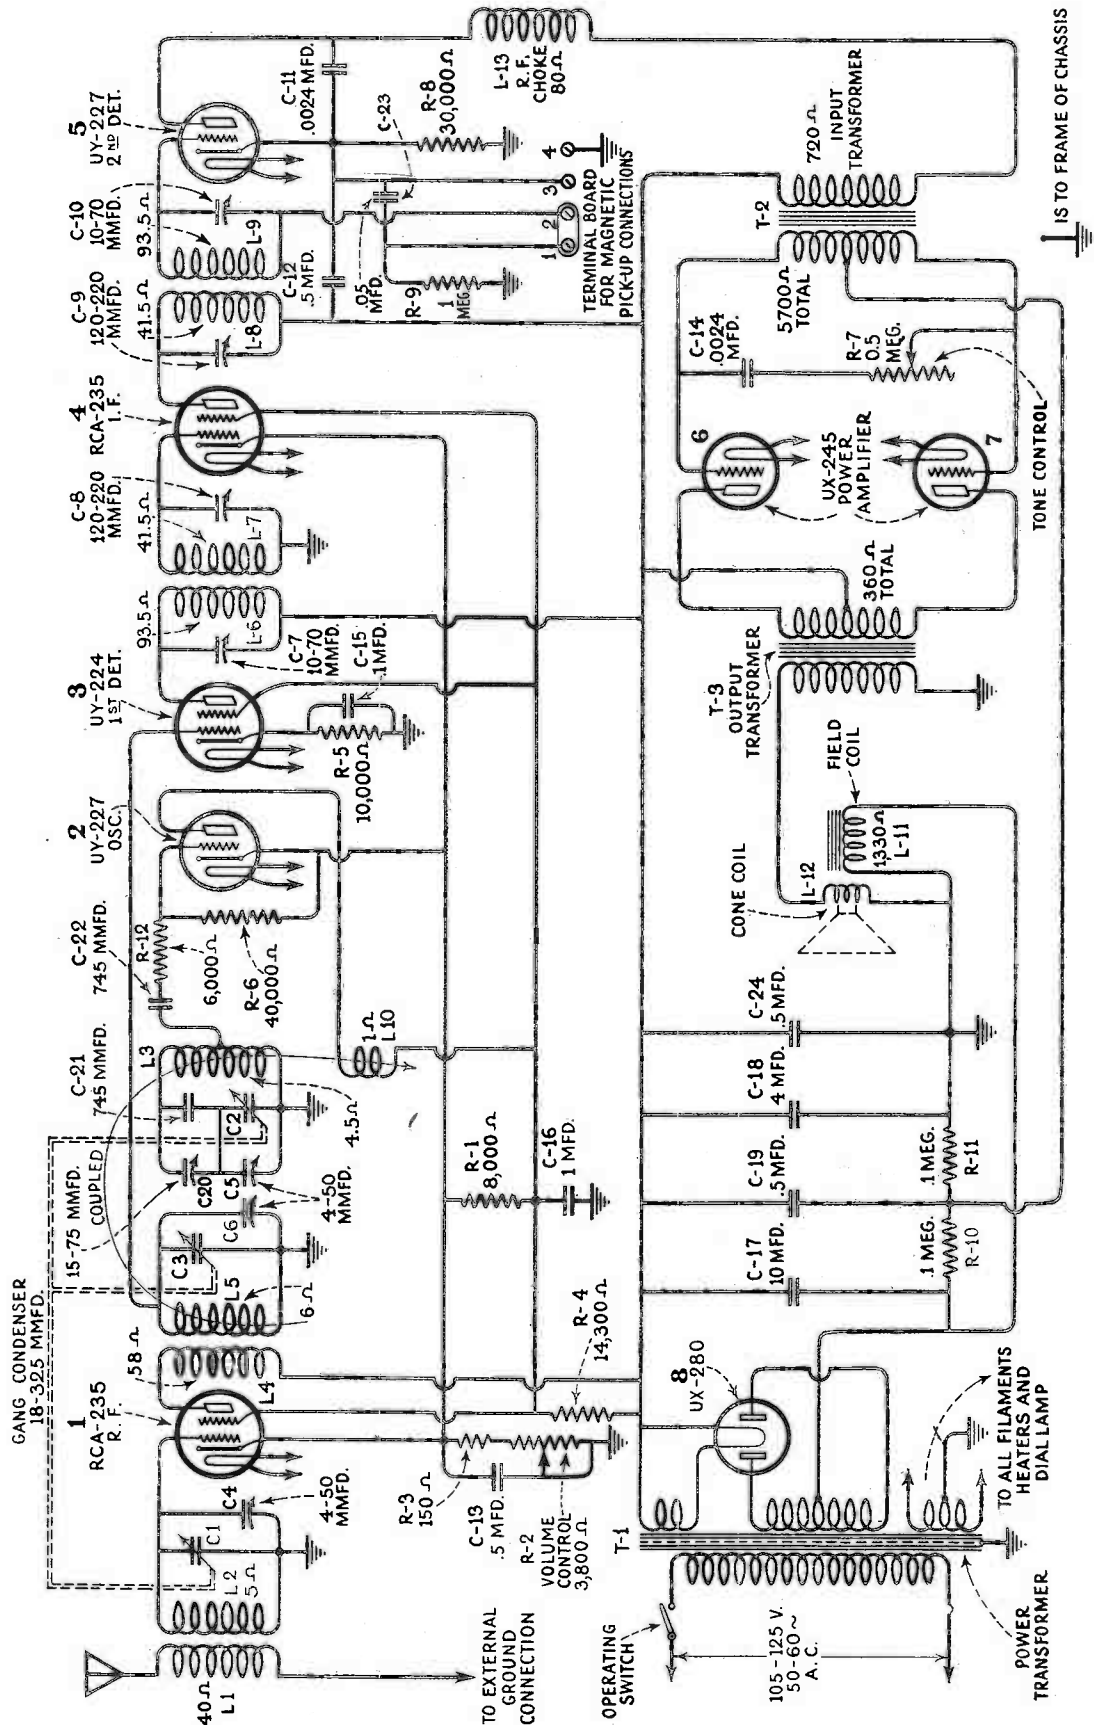 GANG CONDENSER
18-325 MMFD.
1
RCA-235
R.F.
40Ω
L1
L2
5Ω
C1
C4
4-50
MMFD.
58Ω
L4
L5
6Ω
C3
C6
15-75 MMFD.
COUPLED
C20
C5
4-50
MMFD.
C2
C-21
745 MMFD.
L3
4.5Ω
C-22
745 MMFD.
R-12
6,000Ω
R-6
40,000Ω
1Ω
L10
2
UY-227
OSC.
3
UY-224
1ST DET.
R-5
10,000Ω
C-15
.1MFD.
93.5Ω
L-6
C-7
10-70
MMFD.
C-8
120-220
MMFD.
41.5Ω
L-7
4
RCA-235
I.F.
C-9
120-220
MMFD.
41.5Ω
L-8
C-10
10-70
MMFD.
93.5Ω
L-9
5
UY-227
2ND DET.
C-11
.0024 MFD.
C-12
.5 MFD.
C-23
.05
MFD.
R-9
1
MEG
R-8
30,000Ω
1 2 3 4
TERMINAL BOARD
FOR MAGNETIC
PICK-UP CONNECTIONS
L-13
R.F.
CHOKE
80Ω
TO EXTERNAL
GROUND
CONNECTION
R-3
150Ω
C-13
.5 MFD.
R-2
VOLUME
CONTROL
3,800Ω
R-4
14,300Ω
R-1
8,000Ω
C-16
1 MFD.
OPERATING
SWITCH
105-125 V.
50-60~
A.C.
T-1
POWER
TRANSFORMER
8
UX-280
TO ALL FILAMENTS
HEATERS AND
DIAL LAMP
C-17
10 MFD.
C-19
.5MFD.
C-18
4 MFD.
C-24
.5MFD.
.1 MEG.
R-10
.1MEG.
R-11
CONE COIL
L-12
FIELD
COIL
1330Ω
L-11
T-3
OUTPUT
TRANSFORMER
360Ω
TOTAL
6
UX-245
POWER
AMPLIFIER
7
C-14
.0024
MFD.
R-7
0.5
MEG.
TONE CONTROL
5700Ω
TOTAL
T-2
720Ω
INPUT
TRANSFORMER
IS TO FRAME OF CHASSIS